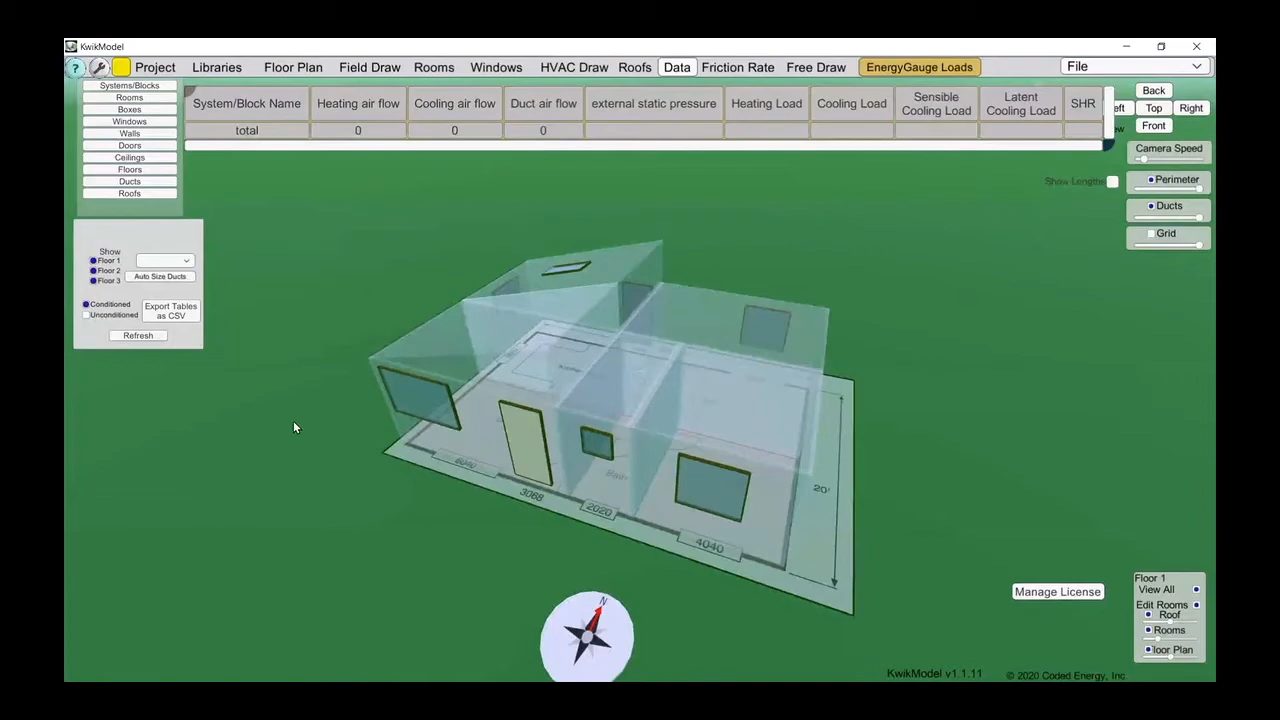 KwikModel
? Project Libraries Floor Plan Field Draw Rooms Windows HVAC Draw Roofs Data Friction Rate Free Draw EnergyGauge Loads File
Systems/Blocks
Rooms
Boxes
Windows
Walls
Doors
Ceilings
Floors
Ducts
Roofs
System/Block Name Heating air flow Cooling air flow Duct air flow external static pressure Heating Load Cooling Load Sensible Cooling Load Latent Cooling Load SHR
total 0 0 0
Back
eft Top Right
ew Front
Camera Speed
Show Lengths
Perimeter
Ducts
Grid
Show
Floor 1
Floor 2
Floor 3
Auto Size Ducts
Conditioned
Unconditioned
Export Tables
as CSV
Refresh
20'
6040
3068
2020
4040
N
Manage License
Floor 1
View All
Edit Rooms
Roof
Rooms
loor Plan
KwikModel v1.1.11
© 2020 Coded Energy, Inc